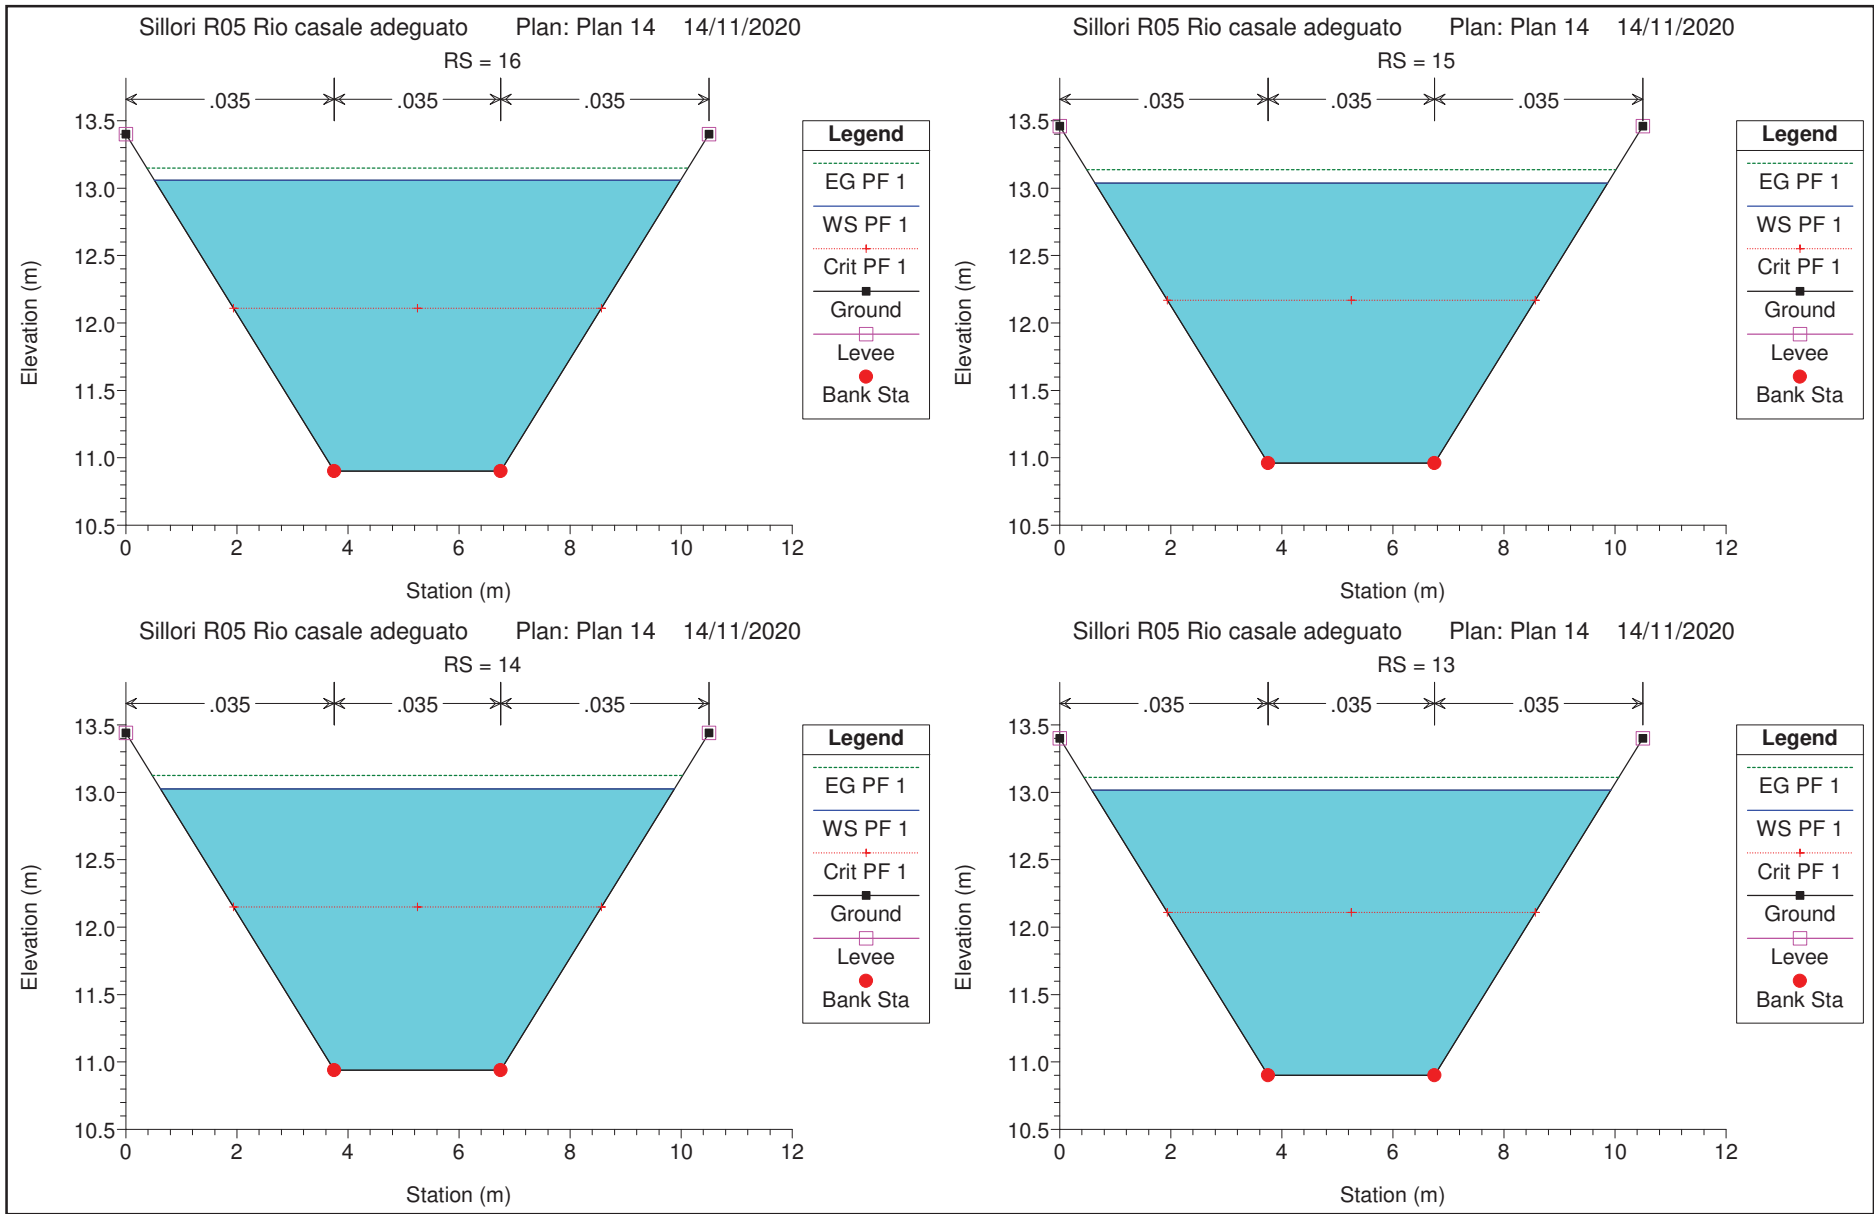 Sillori R05 Rio casale adeguato Plan: Plan 14 14/11/2020
RS = 16
.035 .035 .035
13.5
13.0
12.5
12.0
11.5
11.0
10.5
Elevation (m)
0 2 4 6 8 10 12
Station (m)
Legend
EG PF 1
WS PF 1
Crit PF 1
Ground
Levee
Bank Sta
Sillori R05 Rio casale adeguato Plan: Plan 14 14/11/2020
RS = 15
.035 .035 .035
13.5
13.0
12.5
12.0
11.5
11.0
10.5
Elevation (m)
0 2 4 6 8 10 12
Station (m)
Legend
EG PF 1
WS PF 1
Crit PF 1
Ground
Levee
Bank Sta
Sillori R05 Rio casale adeguato Plan: Plan 14 14/11/2020
RS = 14
.035 .035 .035
13.5
13.0
12.5
12.0
11.5
11.0
10.5
Elevation (m)
0 2 4 6 8 10 12
Station (m)
Legend
EG PF 1
WS PF 1
Crit PF 1
Ground
Levee
Bank Sta
Sillori R05 Rio casale adeguato Plan: Plan 14 14/11/2020
RS = 13
.035 .035 .035
13.5
13.0
12.5
12.0
11.5
11.0
10.5
Elevation (m)
0 2 4 6 8 10 12
Station (m)
Legend
EG PF 1
WS PF 1
Crit PF 1
Ground
Levee
Bank Sta